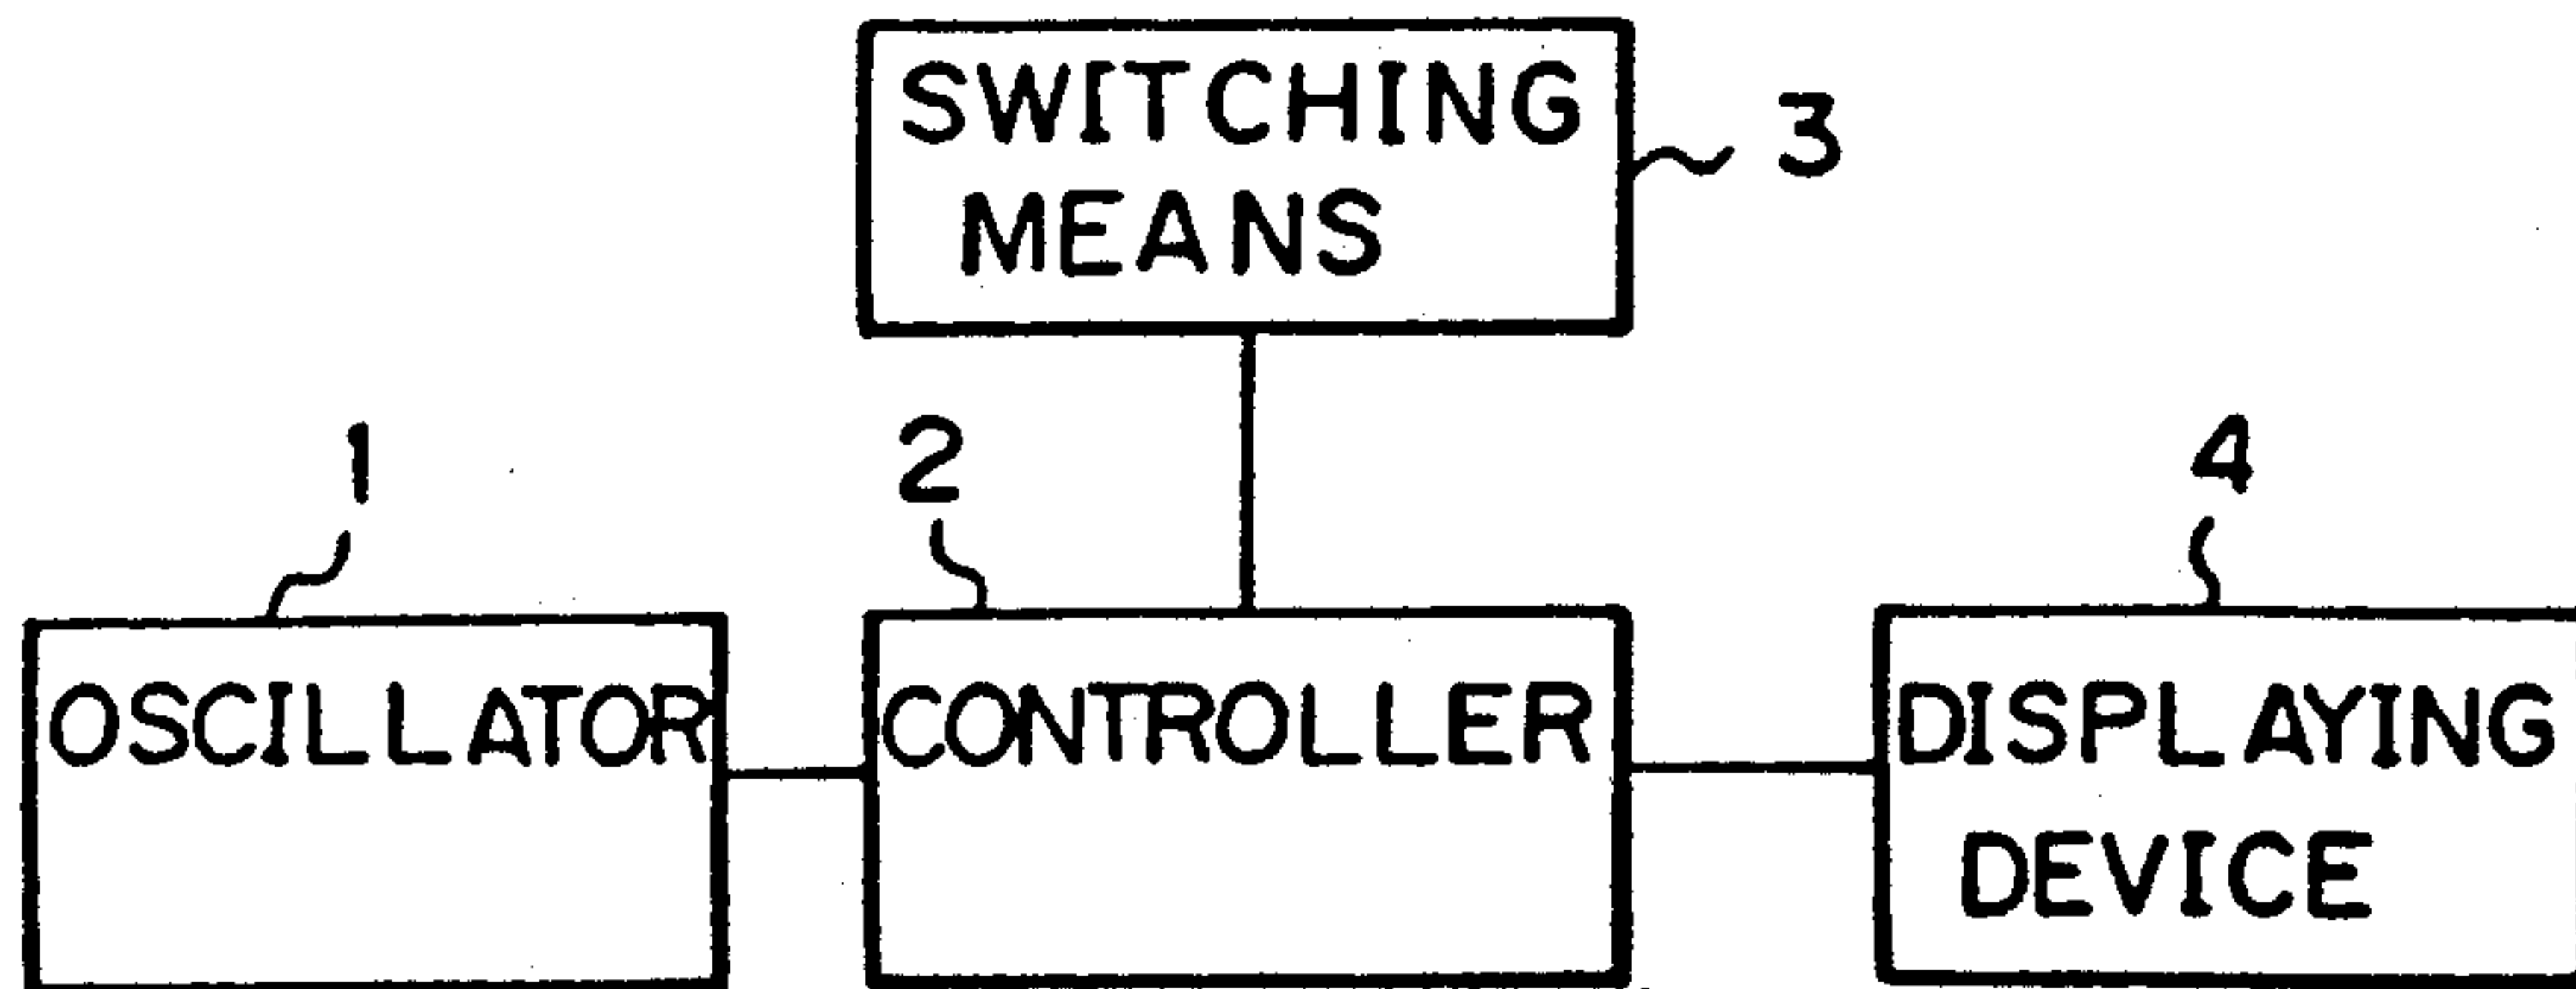 SWITCHING
MEANS
3
1
2
4
OSCILLATOR
CONTROLLER
DISPLAYING
DEVICE